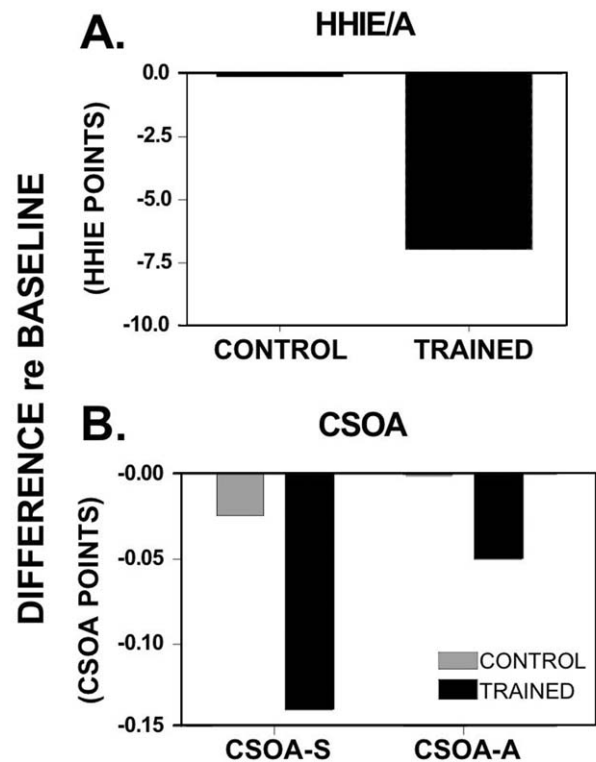 A.
HHIE/A
DIFFERENCE re BASELINE
(HHIE POINTS)
0.0
-2.5
-5.0
-7.5
-10.0
CONTROL TRAINED
B.
CSOA
(CSOA POINTS)
-0.00
-0.05
-0.10
-0.15
CONTROL
TRAINED
CSOA-S CSOA-A